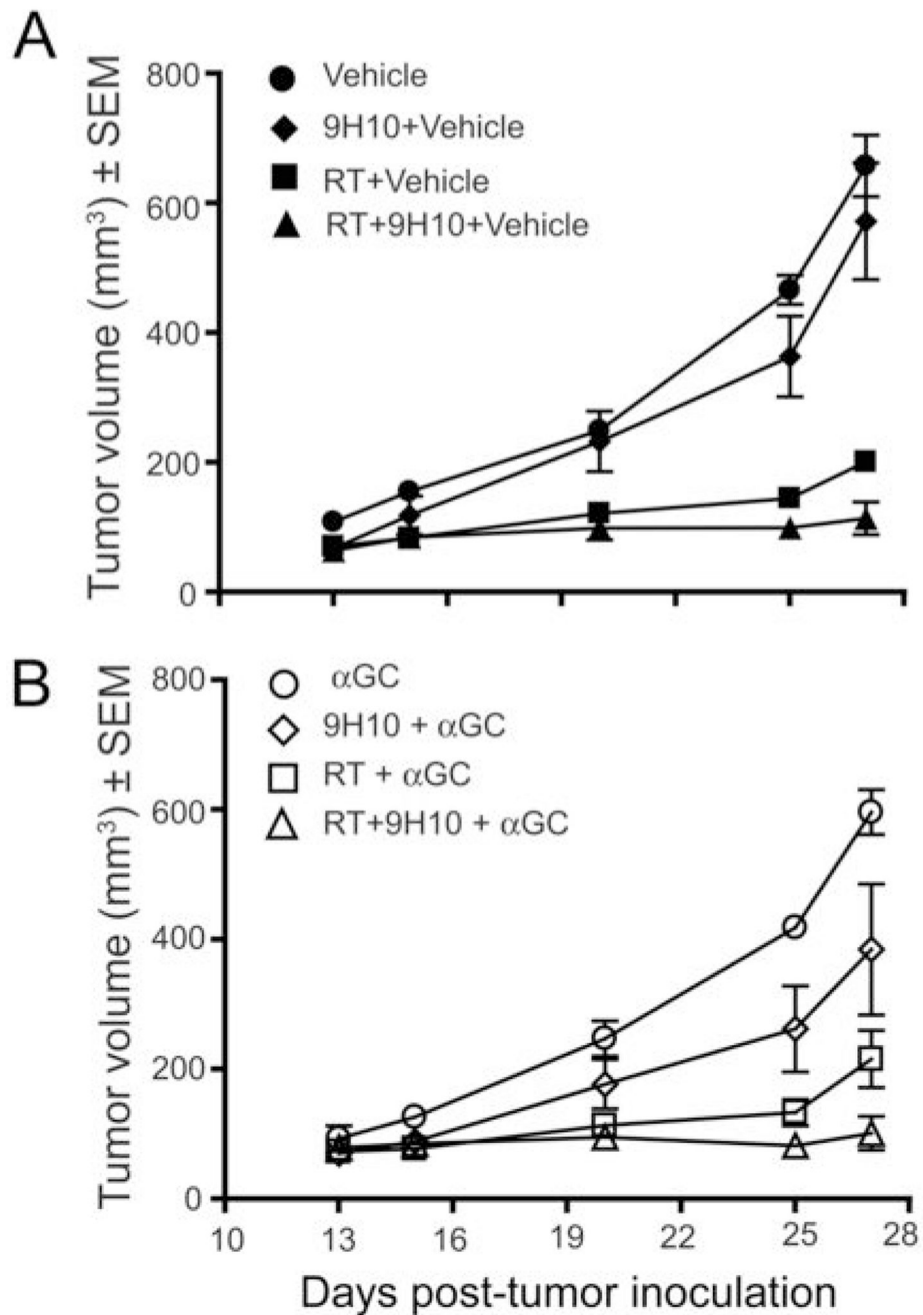 A
Tumor volume (mm³) ± SEM
800
600
400
200
0
Vehicle
9H10+Vehicle
RT+Vehicle
RT+9H10+Vehicle
B
Tumor volume (mm³) ± SEM
800
600
400
200
0
αGC
9H10 + αGC
RT + αGC
RT+9H10 + αGC
10 13 16 19 22 25 28
Days post-tumor inoculation